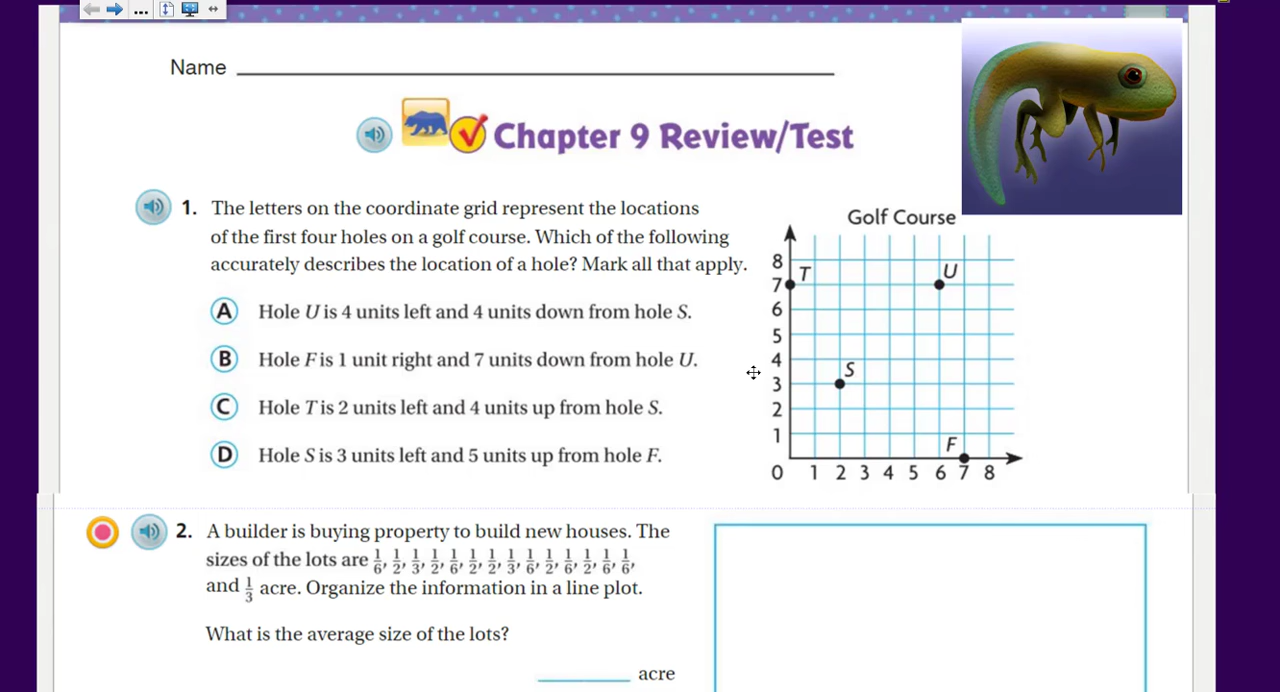 Name
Chapter 9 Review/Test
1. The letters on the coordinate grid represent the locations
of the first four holes on a golf course. Which of the following
accurately describes the location of a hole? Mark all that apply.
A Hole U is 4 units left and 4 units down from hole S.
B Hole F is 1 unit right and 7 units down from hole U.
C Hole T is 2 units left and 4 units up from hole S.
D Hole S is 3 units left and 5 units up from hole F.
Golf Course
8
T
U
7
6
5
4
S
3
2
1
F
0 1 2 3 4 5 6 7 8
2. A builder is buying property to build new houses. The
sizes of the lots are 1/6, 1/2, 1/3, 1/2, 1/6, 1/2, 1/2, 1/3, 1/6, 1/2, 1/6, 1/2, 1/6, 1/6,
and 1/3 acre. Organize the information in a line plot.
What is the average size of the lots?
acre